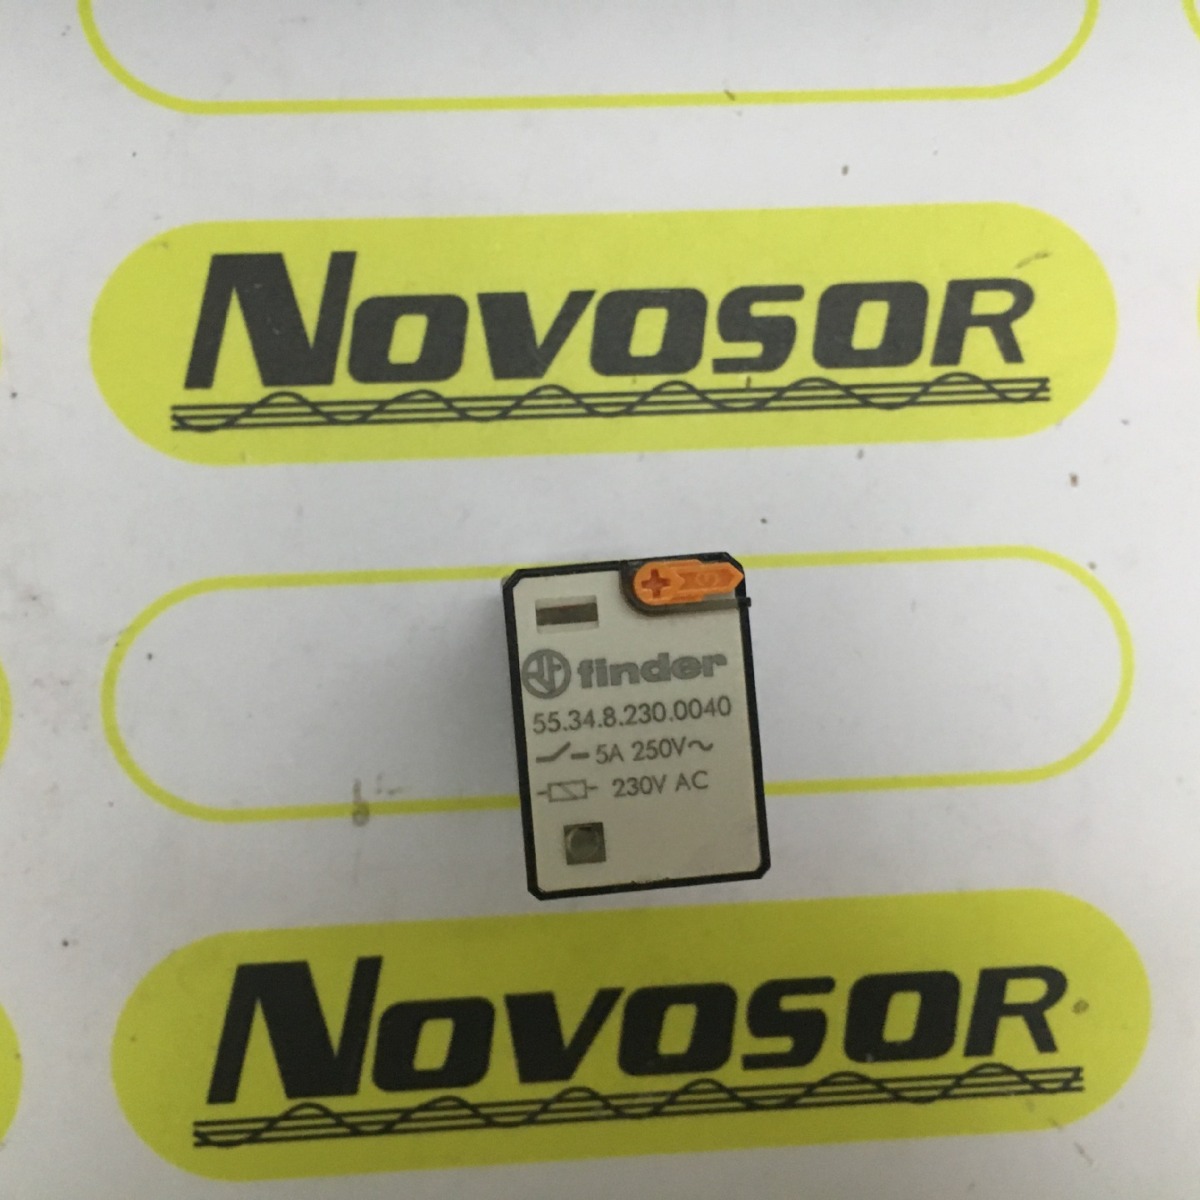 NOVOSOR
finder
55.34.8.230.0040
5A 250V~
230V AC
NOVOSOR